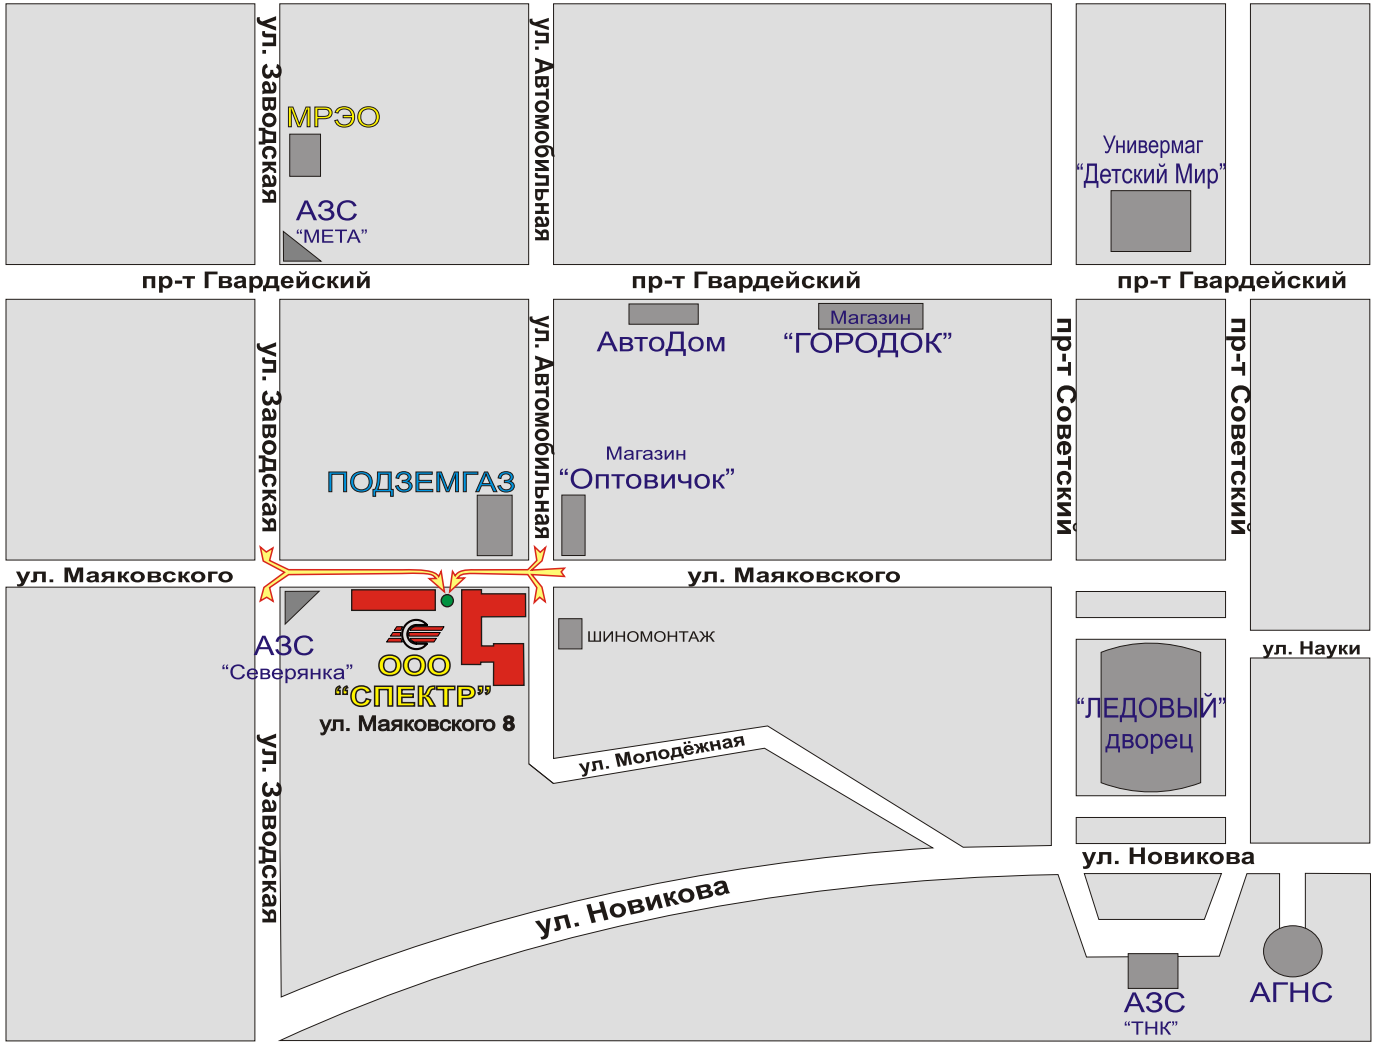 ул. Заводская
ул. Автомобильная
МРЭО
АЗС
“МЕТА”
Универмаг
“Детский Мир”
пр-т Гвардейский
пр-т Гвардейский
пр-т Гвардейский
ул. Заводская
ул. Автомобильная
АвтоДом
Магазин
“ГОРОДОК”
пр-т Советский
пр-т Советский
ПОДЗЕМГАЗ
Магазин
“Оптовичок”
ул. Маяковского
ул. Маяковского
АЗС
“Северянка”
ООО
“СПЕКТР”
ул. Маяковского 8
ШИНОМОНТАЖ
ул. Науки
“ЛЕДОВЫЙ”
дворец
ул. Заводская
ул. Молодёжная
ул. Новикова
ул. Новикова
АЗС
“ТНК”
АГНС